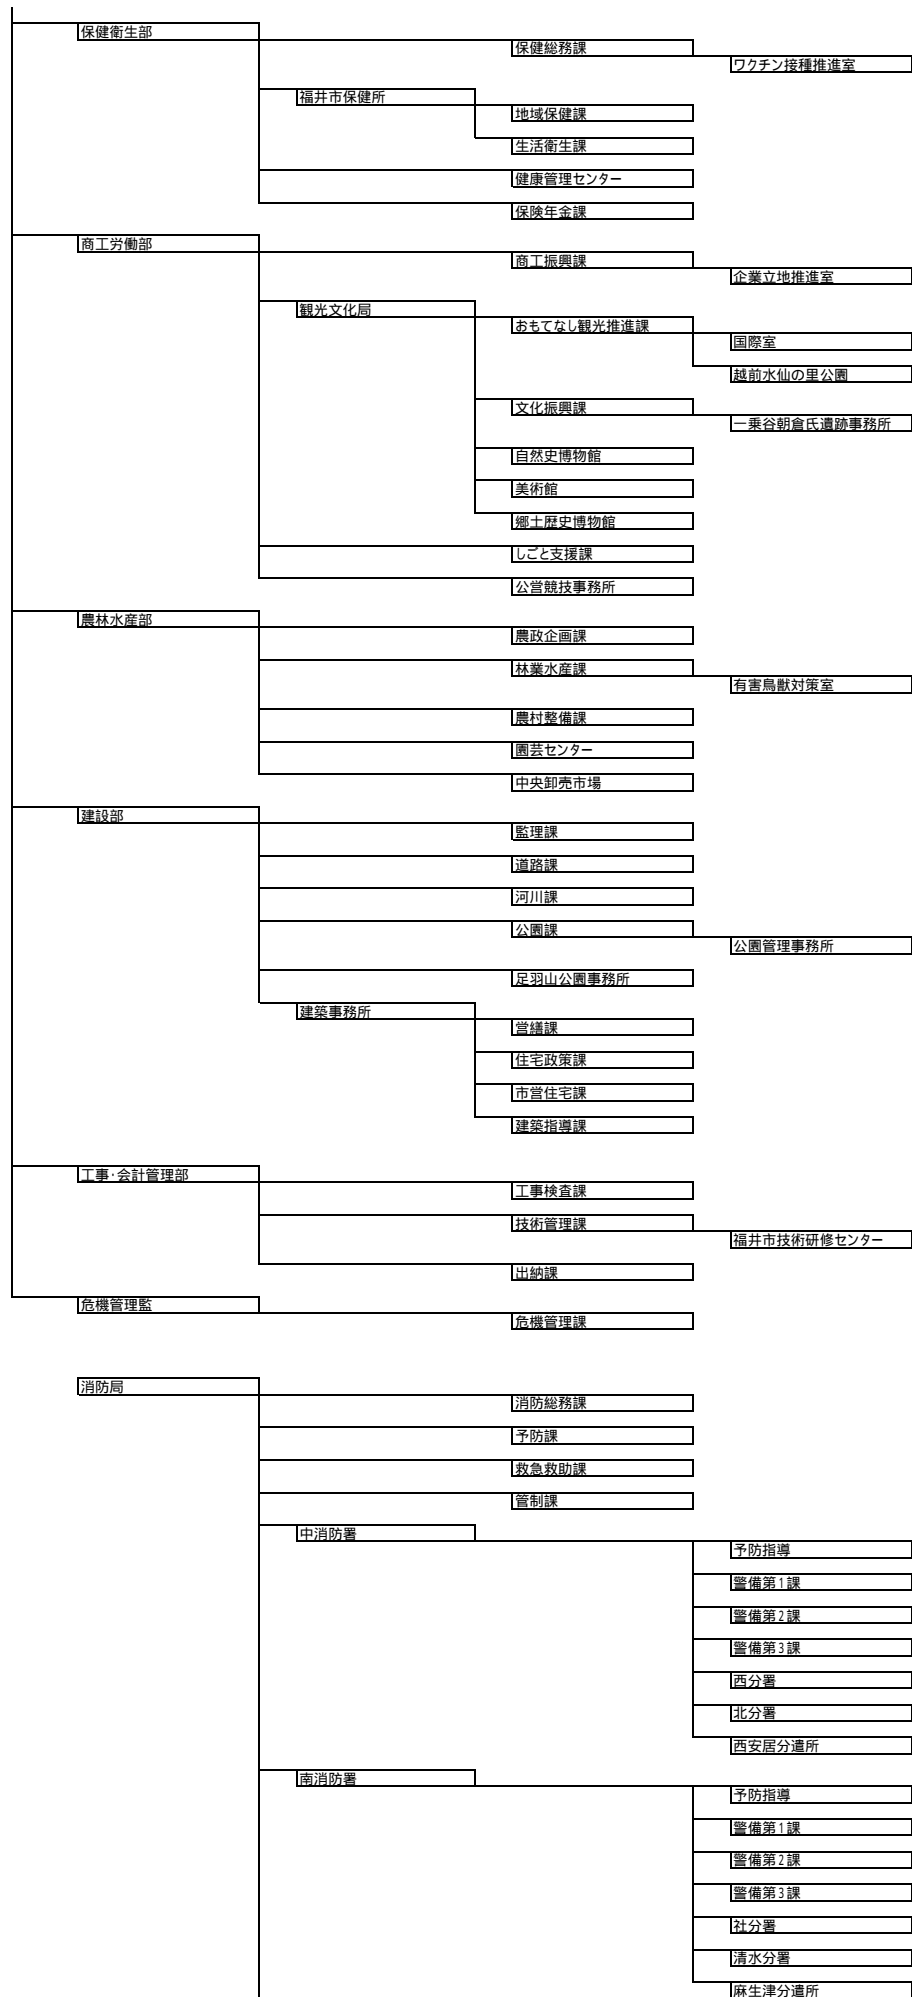 保健衛生部
保健総務課
ワクチン接種推進室
福井市保健所
地域保健課
生活衛生課
健康管理センター
保険年金課
商工労働部
商工振興課
企業立地推進室
観光文化局
おもてなし観光推進課
国際室
越前水仙の里公園
文化振興課
一乗谷朝倉氏遺跡事務所
自然史博物館
美術館
郷土歴史博物館
しごと支援課
公営競技事務所
農林水産部
農政企画課
林業水産課
有害鳥獣対策室
農村整備課
園芸センター
中央卸売市場
建設部
監理課
道路課
河川課
公園課
公園管理事務所
足羽山公園事務所
建築事務所
営繕課
住宅政策課
市営住宅課
建築指導課
工事・会計管理部
工事検査課
技術管理課
福井市技術研修センター
出納課
危機管理監
危機管理課
消防局
消防総務課
予防課
救急救助課
管制課
中消防署
予防指導
警備第1課
警備第2課
警備第3課
西分署
北分署
西安居分遣所
南消防署
予防指導
警備第1課
警備第2課
警備第3課
社分署
清水分署
麻生津分遣所